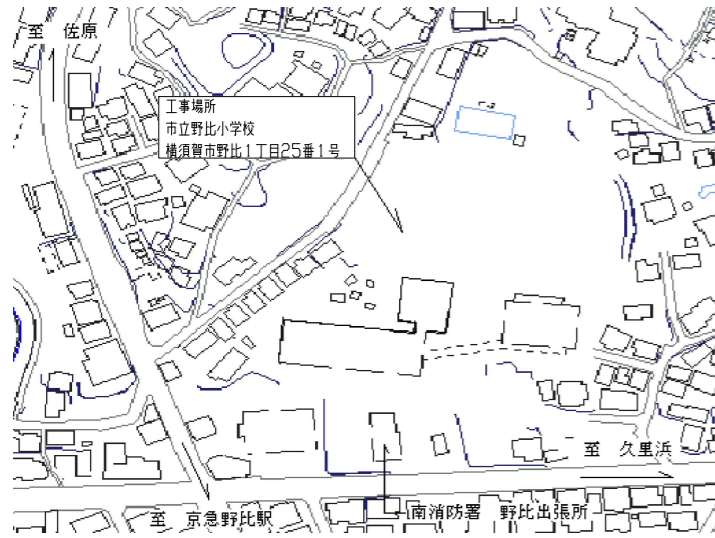 至　佐原
工事場所
市立野比小学校
横須賀市野比１丁目25番１号
至　久里浜
至　京急野比駅
南消防署　野比出張所